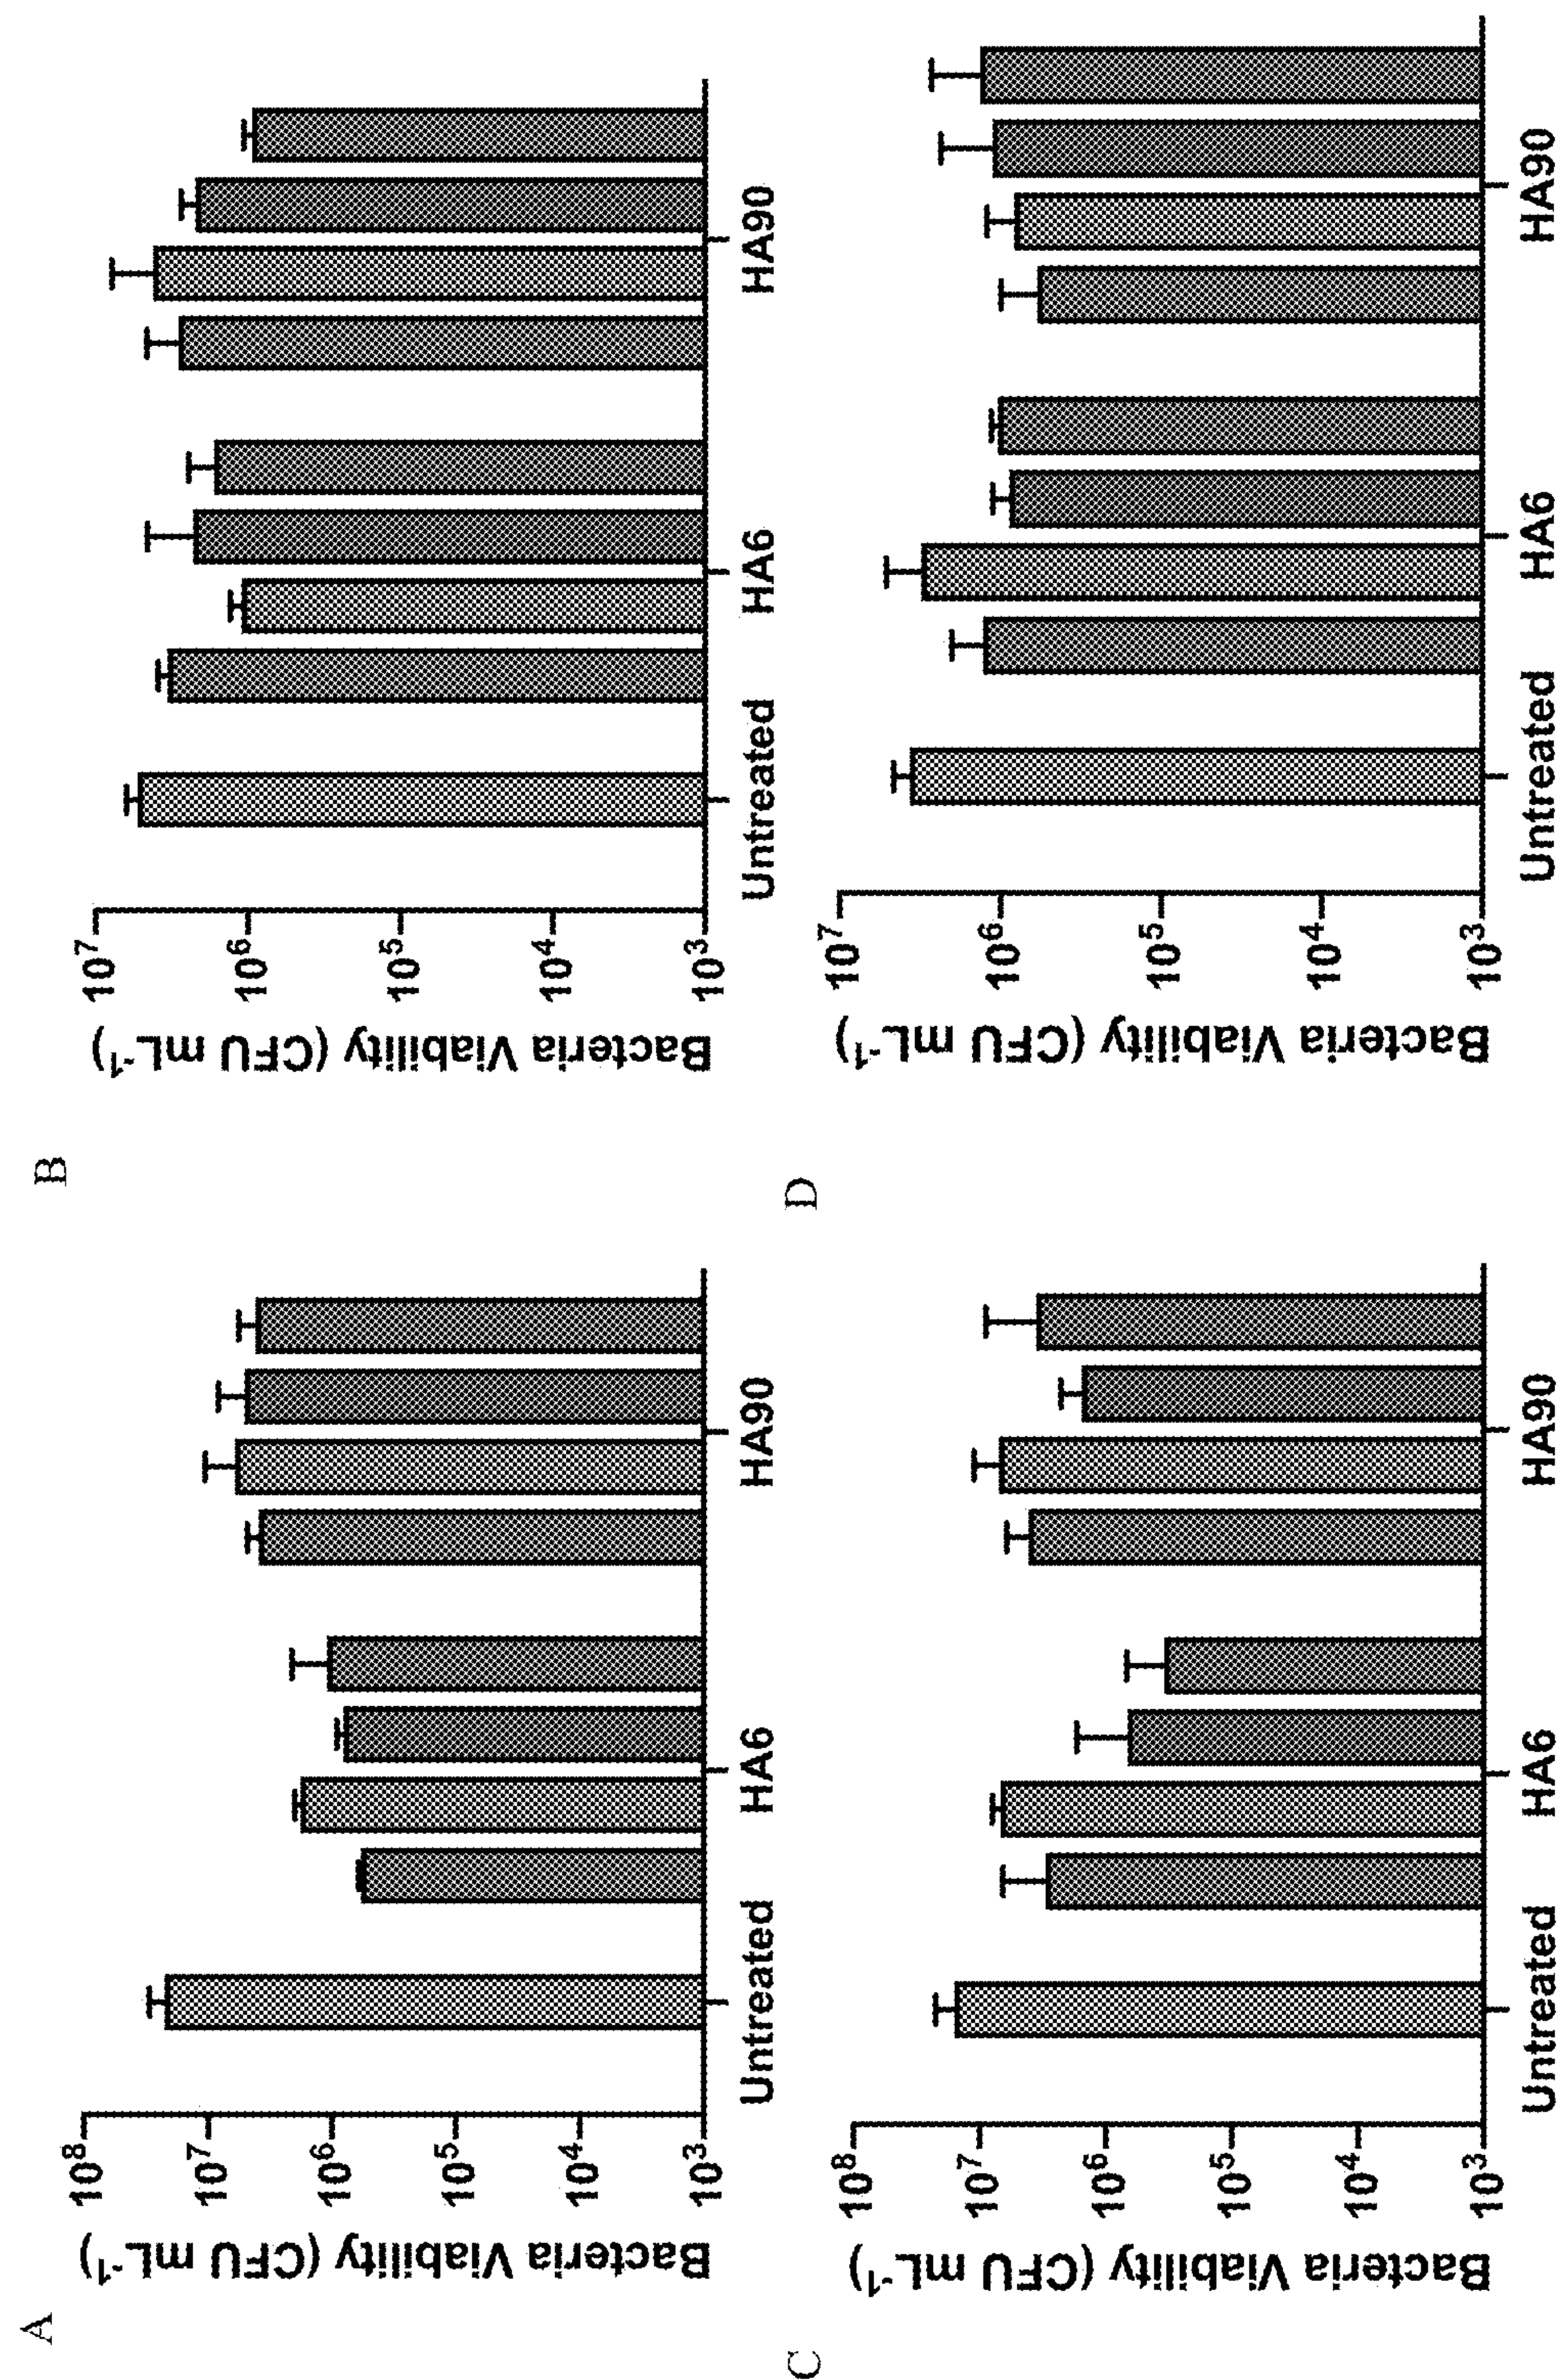 A
Bacteria Viability (CFU mL⁻¹)
10⁸
10⁷
10⁶
10⁵
10⁴
10³
Untreated
HA6
HA90
B
Bacteria Viability (CFU mL⁻¹)
10⁷
10⁶
10⁵
10⁴
10³
Untreated
HA6
HA90
C
Bacteria Viability (CFU mL⁻¹)
10⁸
10⁷
10⁶
10⁵
10⁴
10³
Untreated
HA6
HA90
D
Bacteria Viability (CFU mL⁻¹)
10⁷
10⁶
10⁵
10⁴
10³
Untreated
HA6
HA90